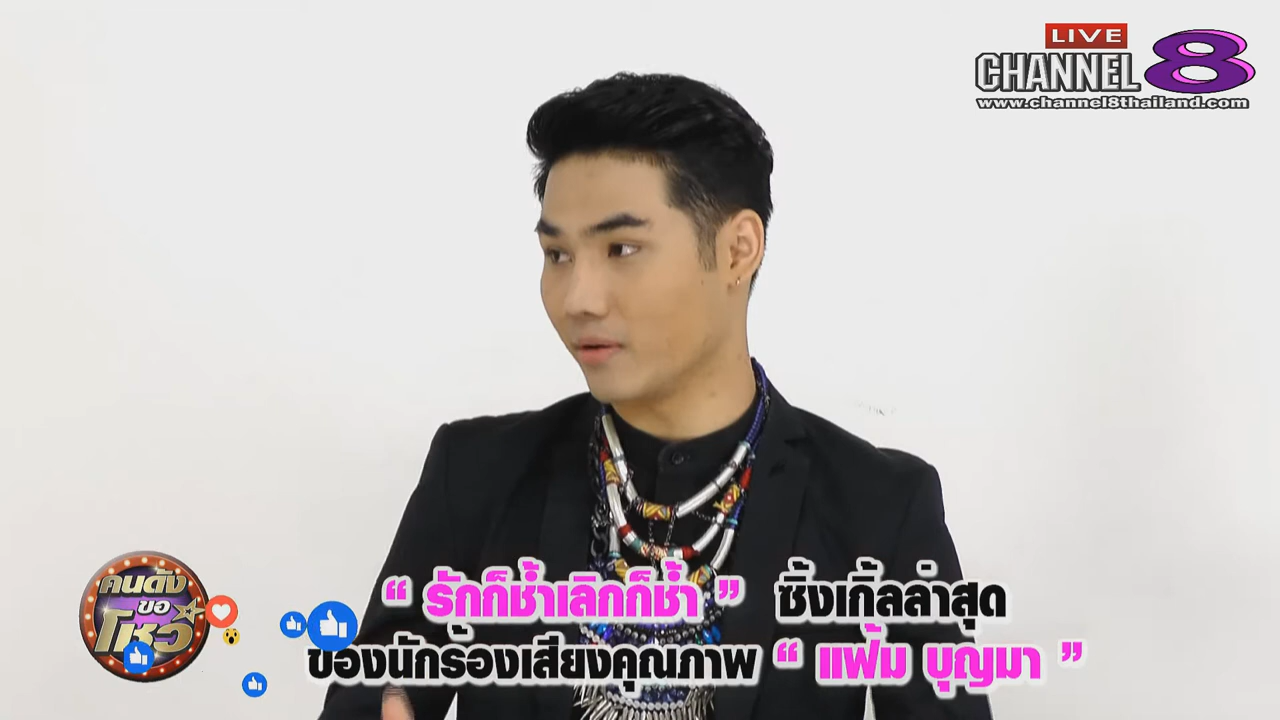 LIVE
CHANNEL 8
www.channel8thailand.com
คนดัง
ขอ
โหว
“ รักก็ช้ำเลิกก็ช้ำ ” ซิ้งเกิ้ลล่าสุด
ของนักร้องเสียงคุณภาพ “ แฟ้ม บุญมา ”